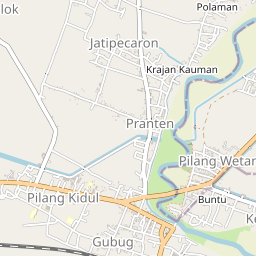 Polaman
lok
Jatipecaron
Krajan Kauman
Pranten
Pilang Wetan
Pilang Kidul
Buntu
Gubug